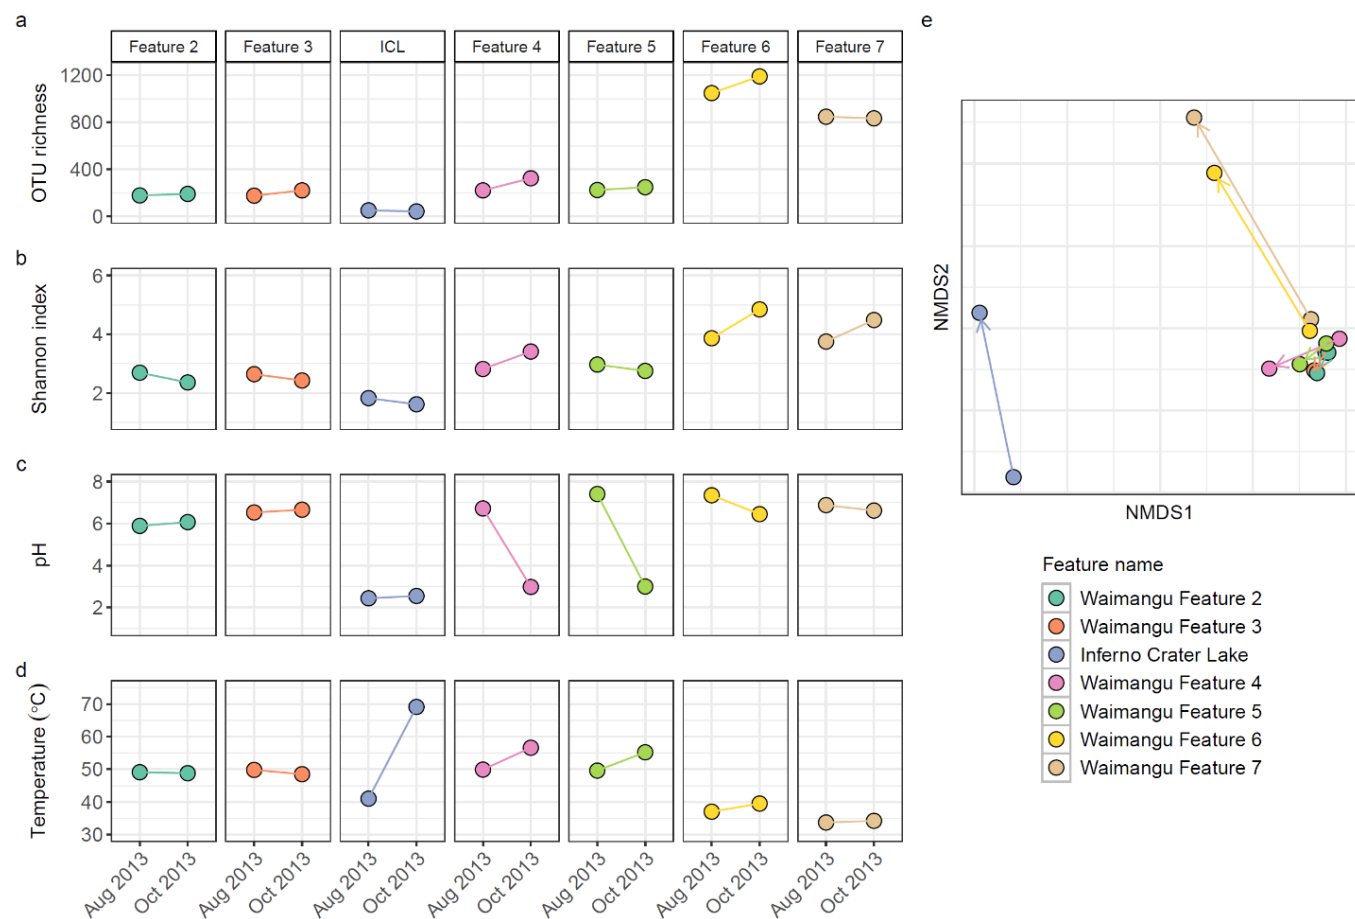 a
Feature 2 Feature 3 ICL Feature 4 Feature 5 Feature 6 Feature 7
OTU richness
1200
800
400
0
b
Shannon index
6
4
2
c
pH
8
6
4
2
d
Temperature (°C)
70
60
50
40
30
Aug 2013 Oct 2013 Aug 2013 Oct 2013 Aug 2013 Oct 2013 Aug 2013 Oct 2013 Aug 2013 Oct 2013 Aug 2013 Oct 2013 Aug 2013 Oct 2013
e
NMDS2
NMDS1
Feature name
Waimangu Feature 2
Waimangu Feature 3
Inferno Crater Lake
Waimangu Feature 4
Waimangu Feature 5
Waimangu Feature 6
Waimangu Feature 7